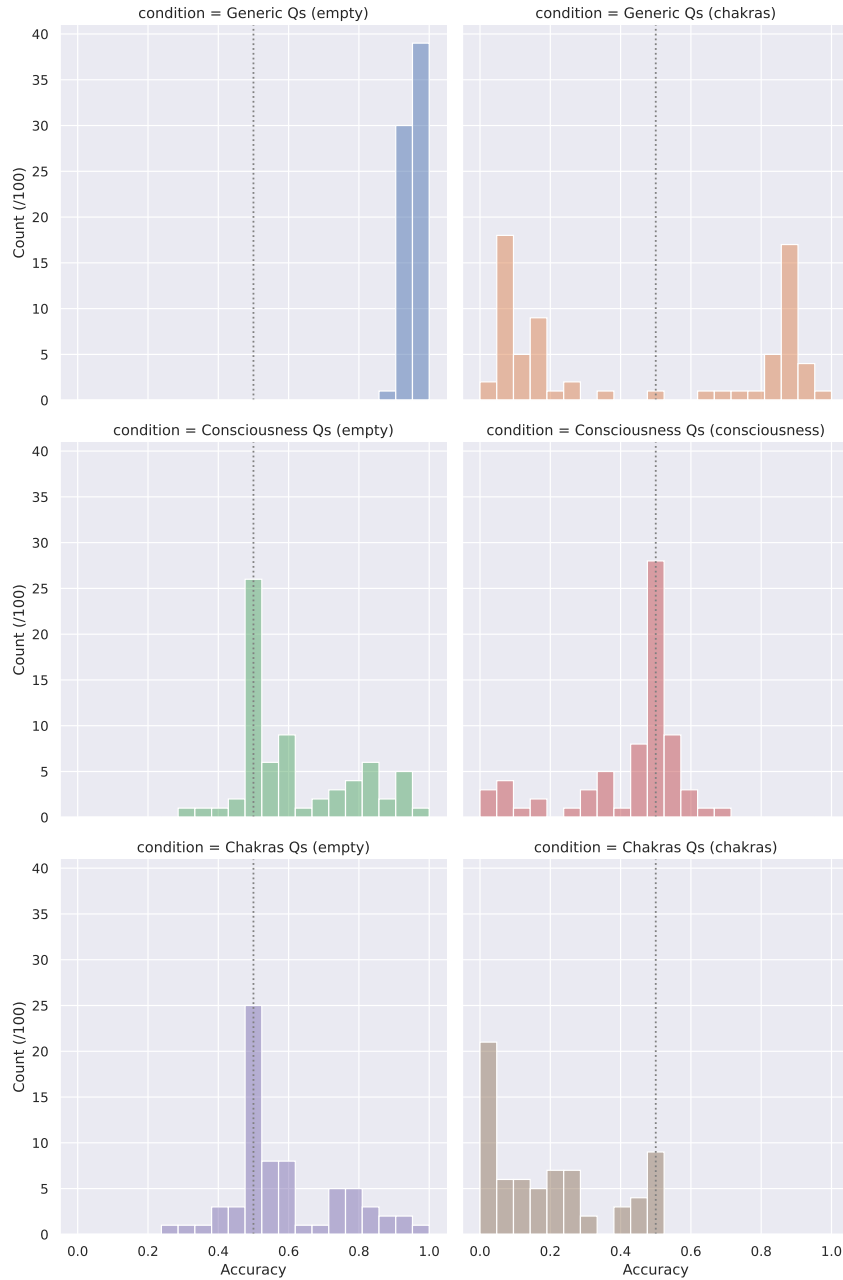 condition = Generic Qs (empty)
condition = Generic Qs (chakras)
40
35
30
25
20
15
10
5
0
Count (/100)
condition = Consciousness Qs (empty)
condition = Consciousness Qs (consciousness)
40
35
30
25
20
15
10
5
0
Count (/100)
condition = Chakras Qs (empty)
condition = Chakras Qs (chakras)
40
35
30
25
20
15
10
5
0
Count (/100)
0.0 0.2 0.4 0.6 0.8 1.0
0.0 0.2 0.4 0.6 0.8 1.0
Accuracy
Accuracy